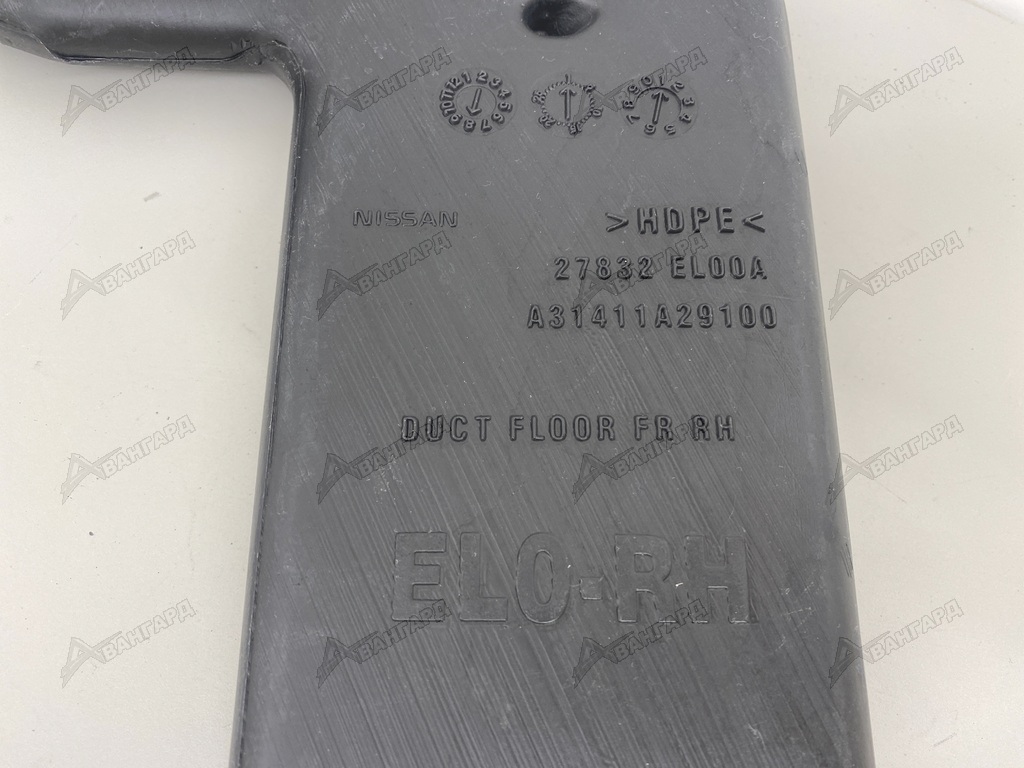 NISSAN
>HDPE<
27832 EL00A
A31411A29100
DUCT FLOOR FR RH
EL0-RH
АВАНГАРД